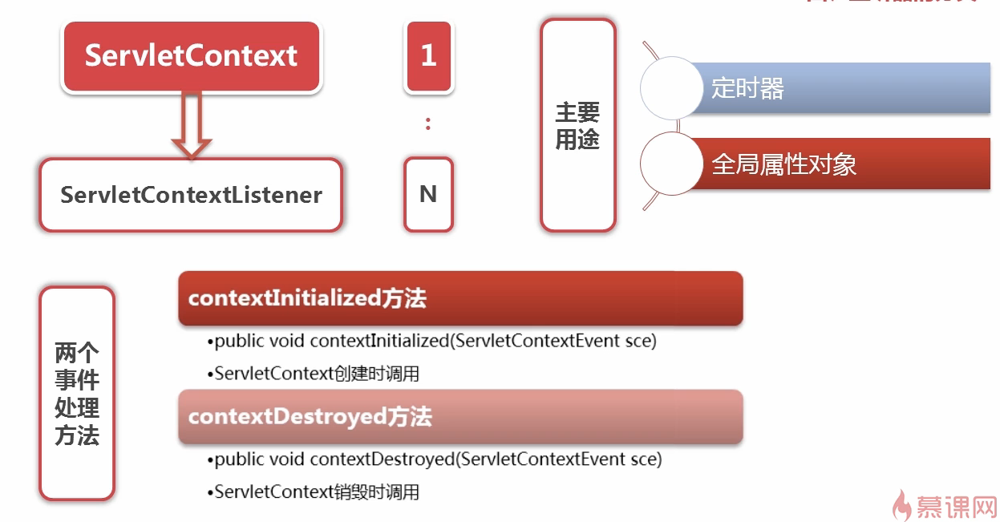 ServletContext
1
:
ServletContextListener
N
主要
用途
定时器
全局属性对象
两个
事件
处理
方法
contextInitialized方法
•public void contextInitialized(ServletContextEvent sce)
•ServletContext创建时调用
contextDestroyed方法
•public void contextDestroyed(ServletContextEvent sce)
•ServletContext销毁时调用
慕课网